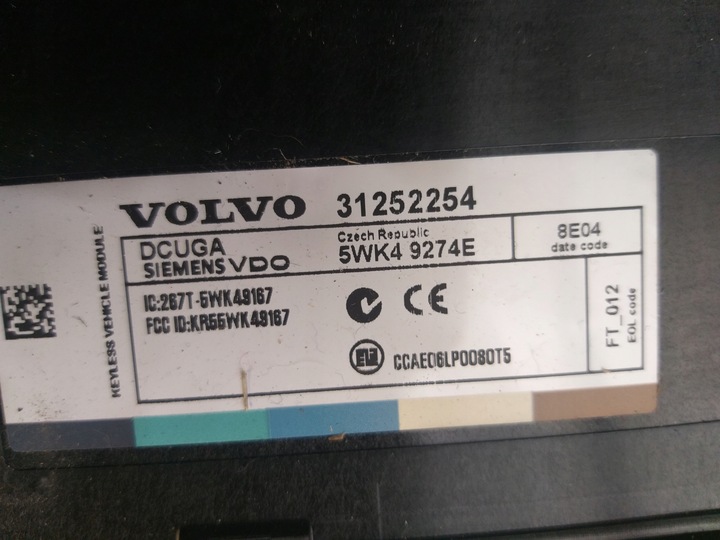 KEYLESS VEHICLE MODULE
VOLVO 31252254
DCUGA
SIEMENS VDO
Czech Republic
5WK4 9274E
8E04
date code
IC:267T-5WK49167
FCC ID:KR55WK49167
CE
CCAE06LP0080T5
FT_012
EOL code